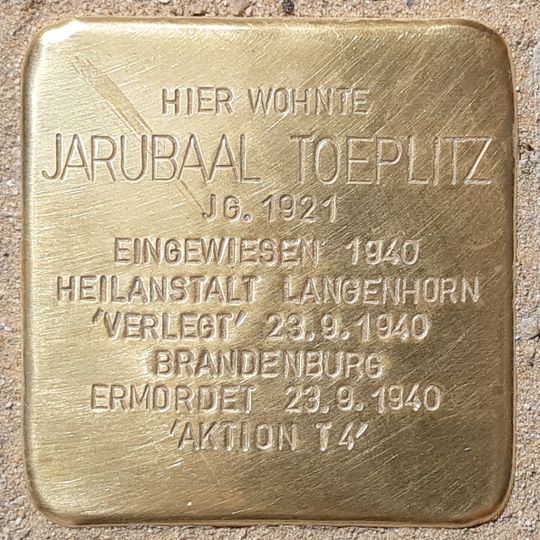 HIER WOHNTE
JARUBAAL TOEPLITZ
JG. 1921
EINGEWIESEN 1940
HEILANSTALT LANGENHORN
'VERLEGT' 23.9.1940
BRANDENBURG
ERMORDET 23.9.1940
'AKTION T4'